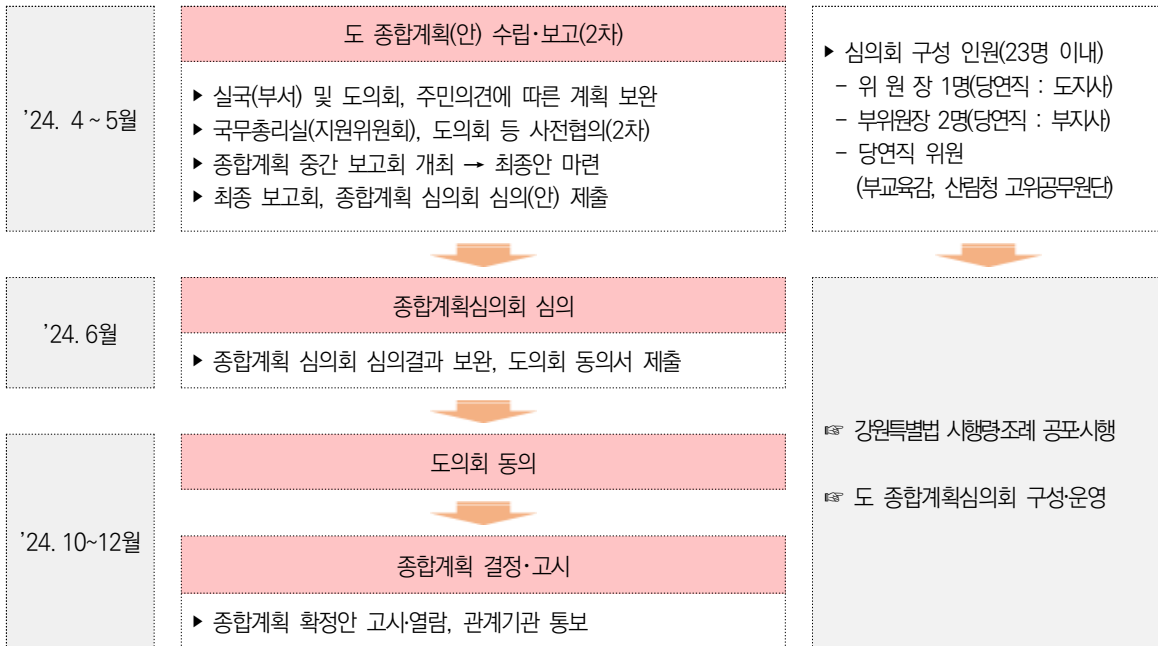 ’24. 4 ~ 5월
도 종합계획(안) 수립·보고(2차)
▸ 실국(부서) 및 도의회, 주민의견에 따른 계획 보완
▸ 국무총리실(지원위원회), 도의회 등 사전협의(2차)
▸ 종합계획 중간 보고회 개최 → 최종안 마련
▸ 최종 보고회, 종합계획 심의회 심의(안) 제출
▸ 심의회 구성 인원(23명 이내)
- 위 원 장 1명(당연직 : 도지사)
- 부위원장 2명(당연직 : 부지사)
- 당연직 위원
(부교육감, 산림청 고위공무원단)
’24. 6월
종합계획심의회 심의
▸ 종합계획 심의회 심의결과 보완, 도의회 동의서 제출
’24. 10~12월
도의회 동의
종합계획 결정·고시
▸ 종합계획 확정안 고시·열람, 관계기관 통보
☞ 강원특별법 시행령·조례 공포·시행
☞ 도 종합계획심의회 구성·운영